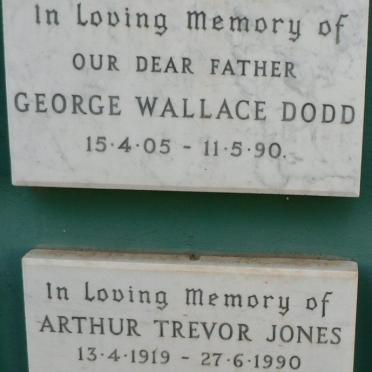 In Loving Memory of
OUR DEAR FATHER
GEORGE WALLACE DODD
15·4·05 - 11·5·90.
In Loving Memory of
ARTHUR TREVOR JONES
13·4·1919 - 27·6·1990